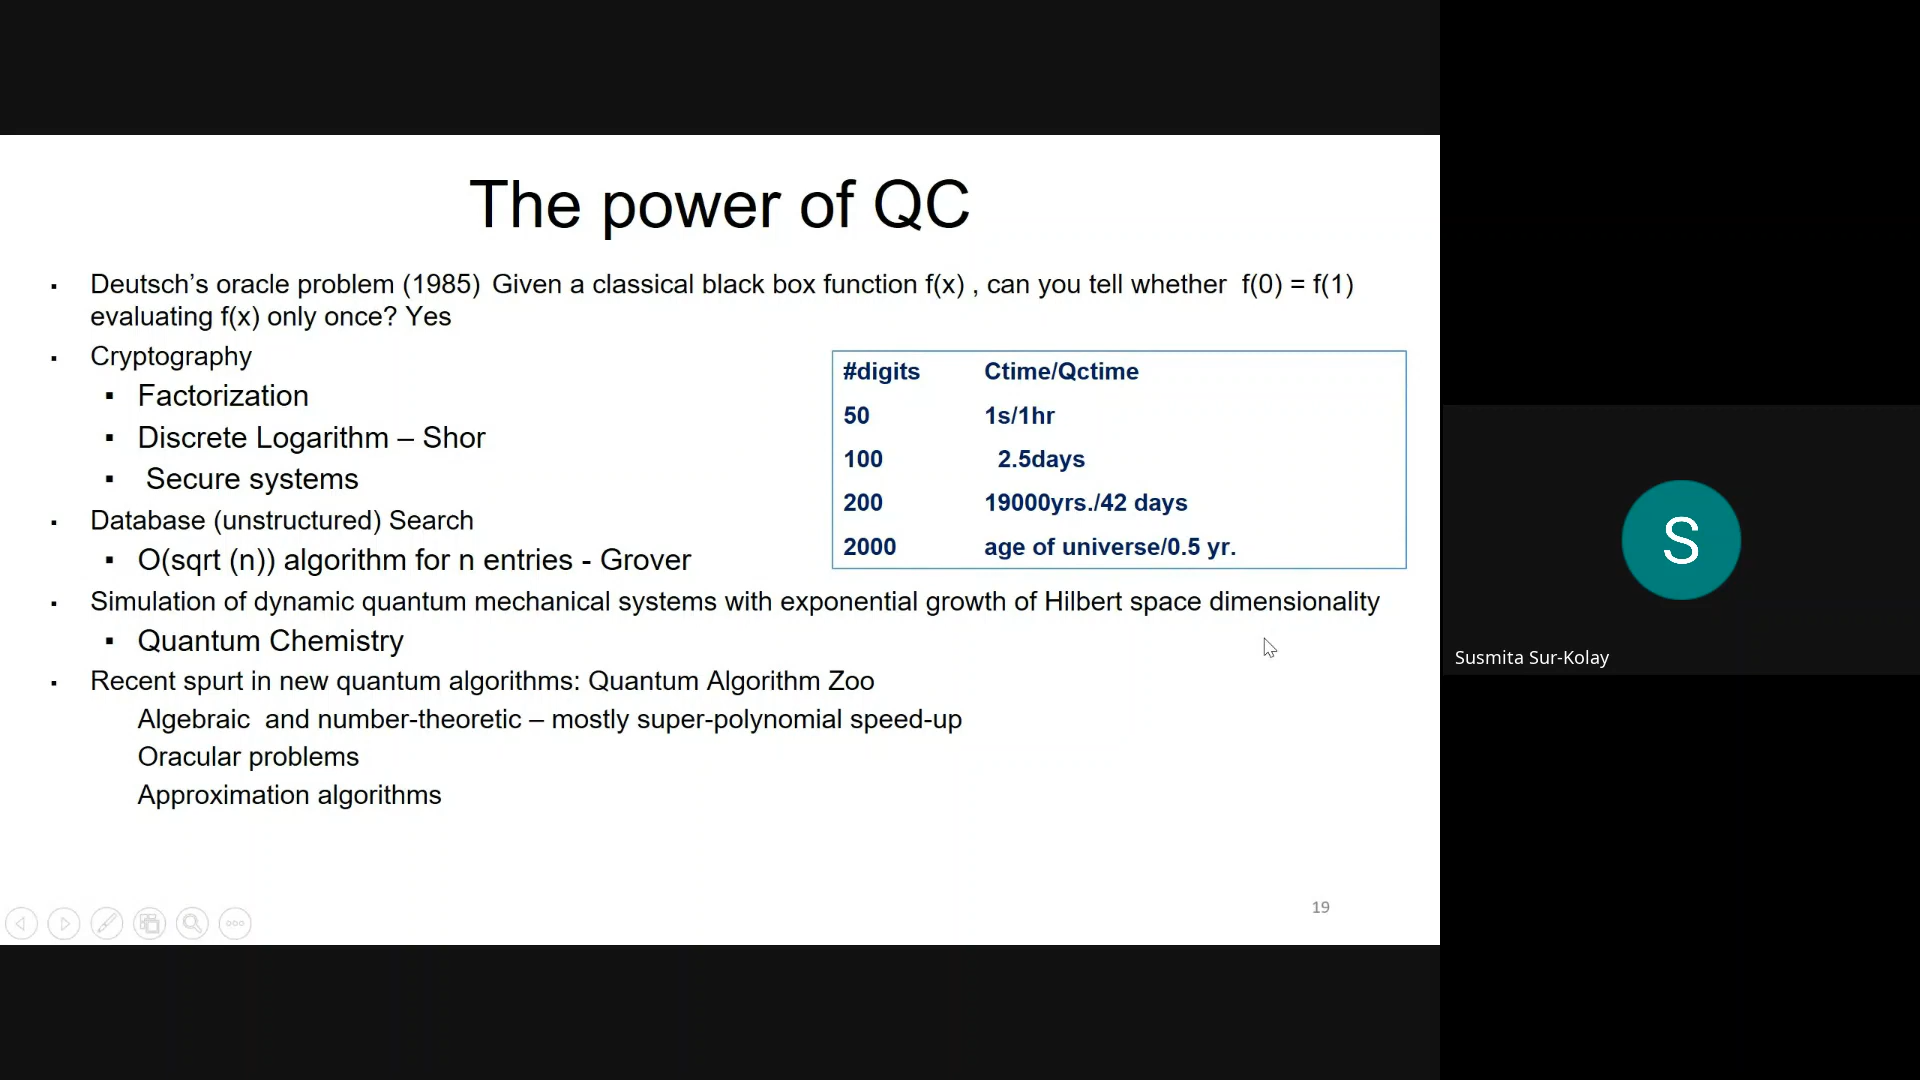 The power of QC
▪ Deutsch’s oracle problem (1985) Given a classical black box function f(x) , can you tell whether f(0) = f(1)
evaluating f(x) only once? Yes
▪ Cryptography
▪ Factorization
▪ Discrete Logarithm – Shor
▪ Secure systems
▪ Database (unstructured) Search
▪ O(sqrt (n)) algorithm for n entries - Grover
#digits Ctime/Qctime
50 1s/1hr
100 2.5days
200 19000yrs./42 days
2000 age of universe/0.5 yr.
▪ Simulation of dynamic quantum mechanical systems with exponential growth of Hilbert space dimensionality
▪ Quantum Chemistry
▪ Recent spurt in new quantum algorithms: Quantum Algorithm Zoo
Algebraic and number-theoretic – mostly super-polynomial speed-up
Oracular problems
Approximation algorithms
19
S
Susmita Sur-Kolay